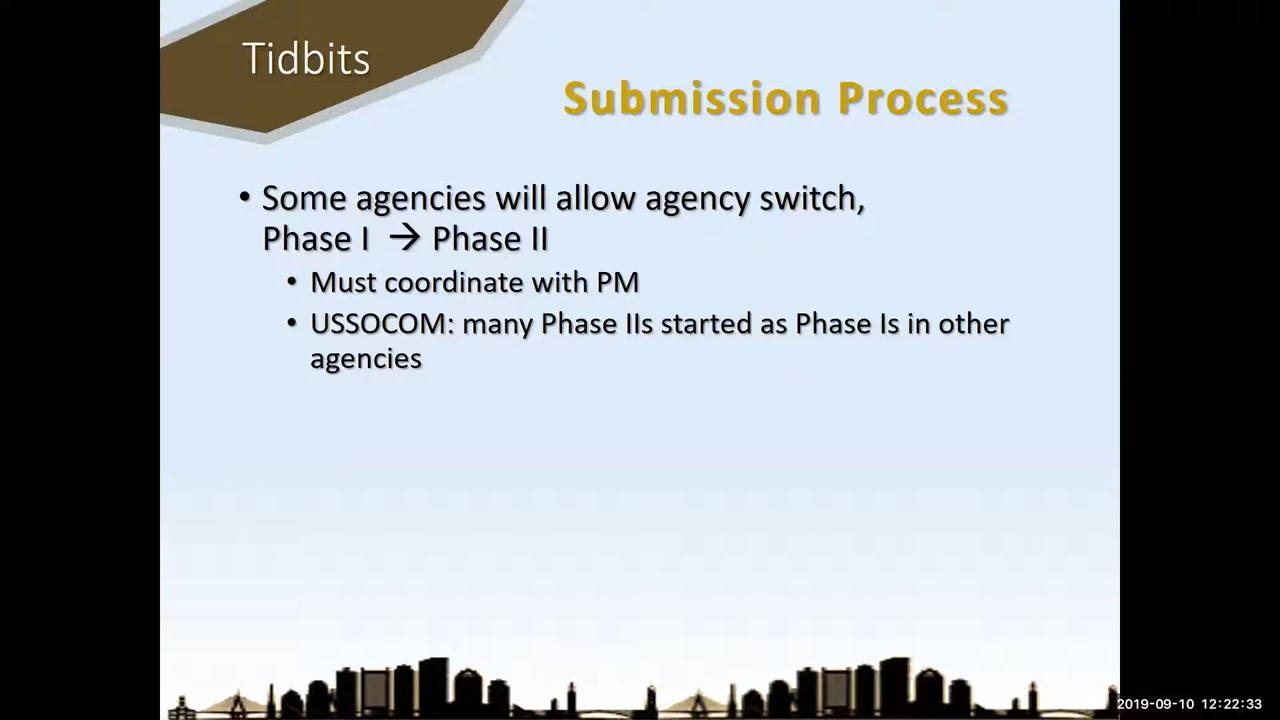 Tidbits
Submission Process
• Some agencies will allow agency switch,
Phase I → Phase II
• Must coordinate with PM
• USSOCOM: many Phase IIs started as Phase Is in other
agencies
2019-09-10 12:22:33